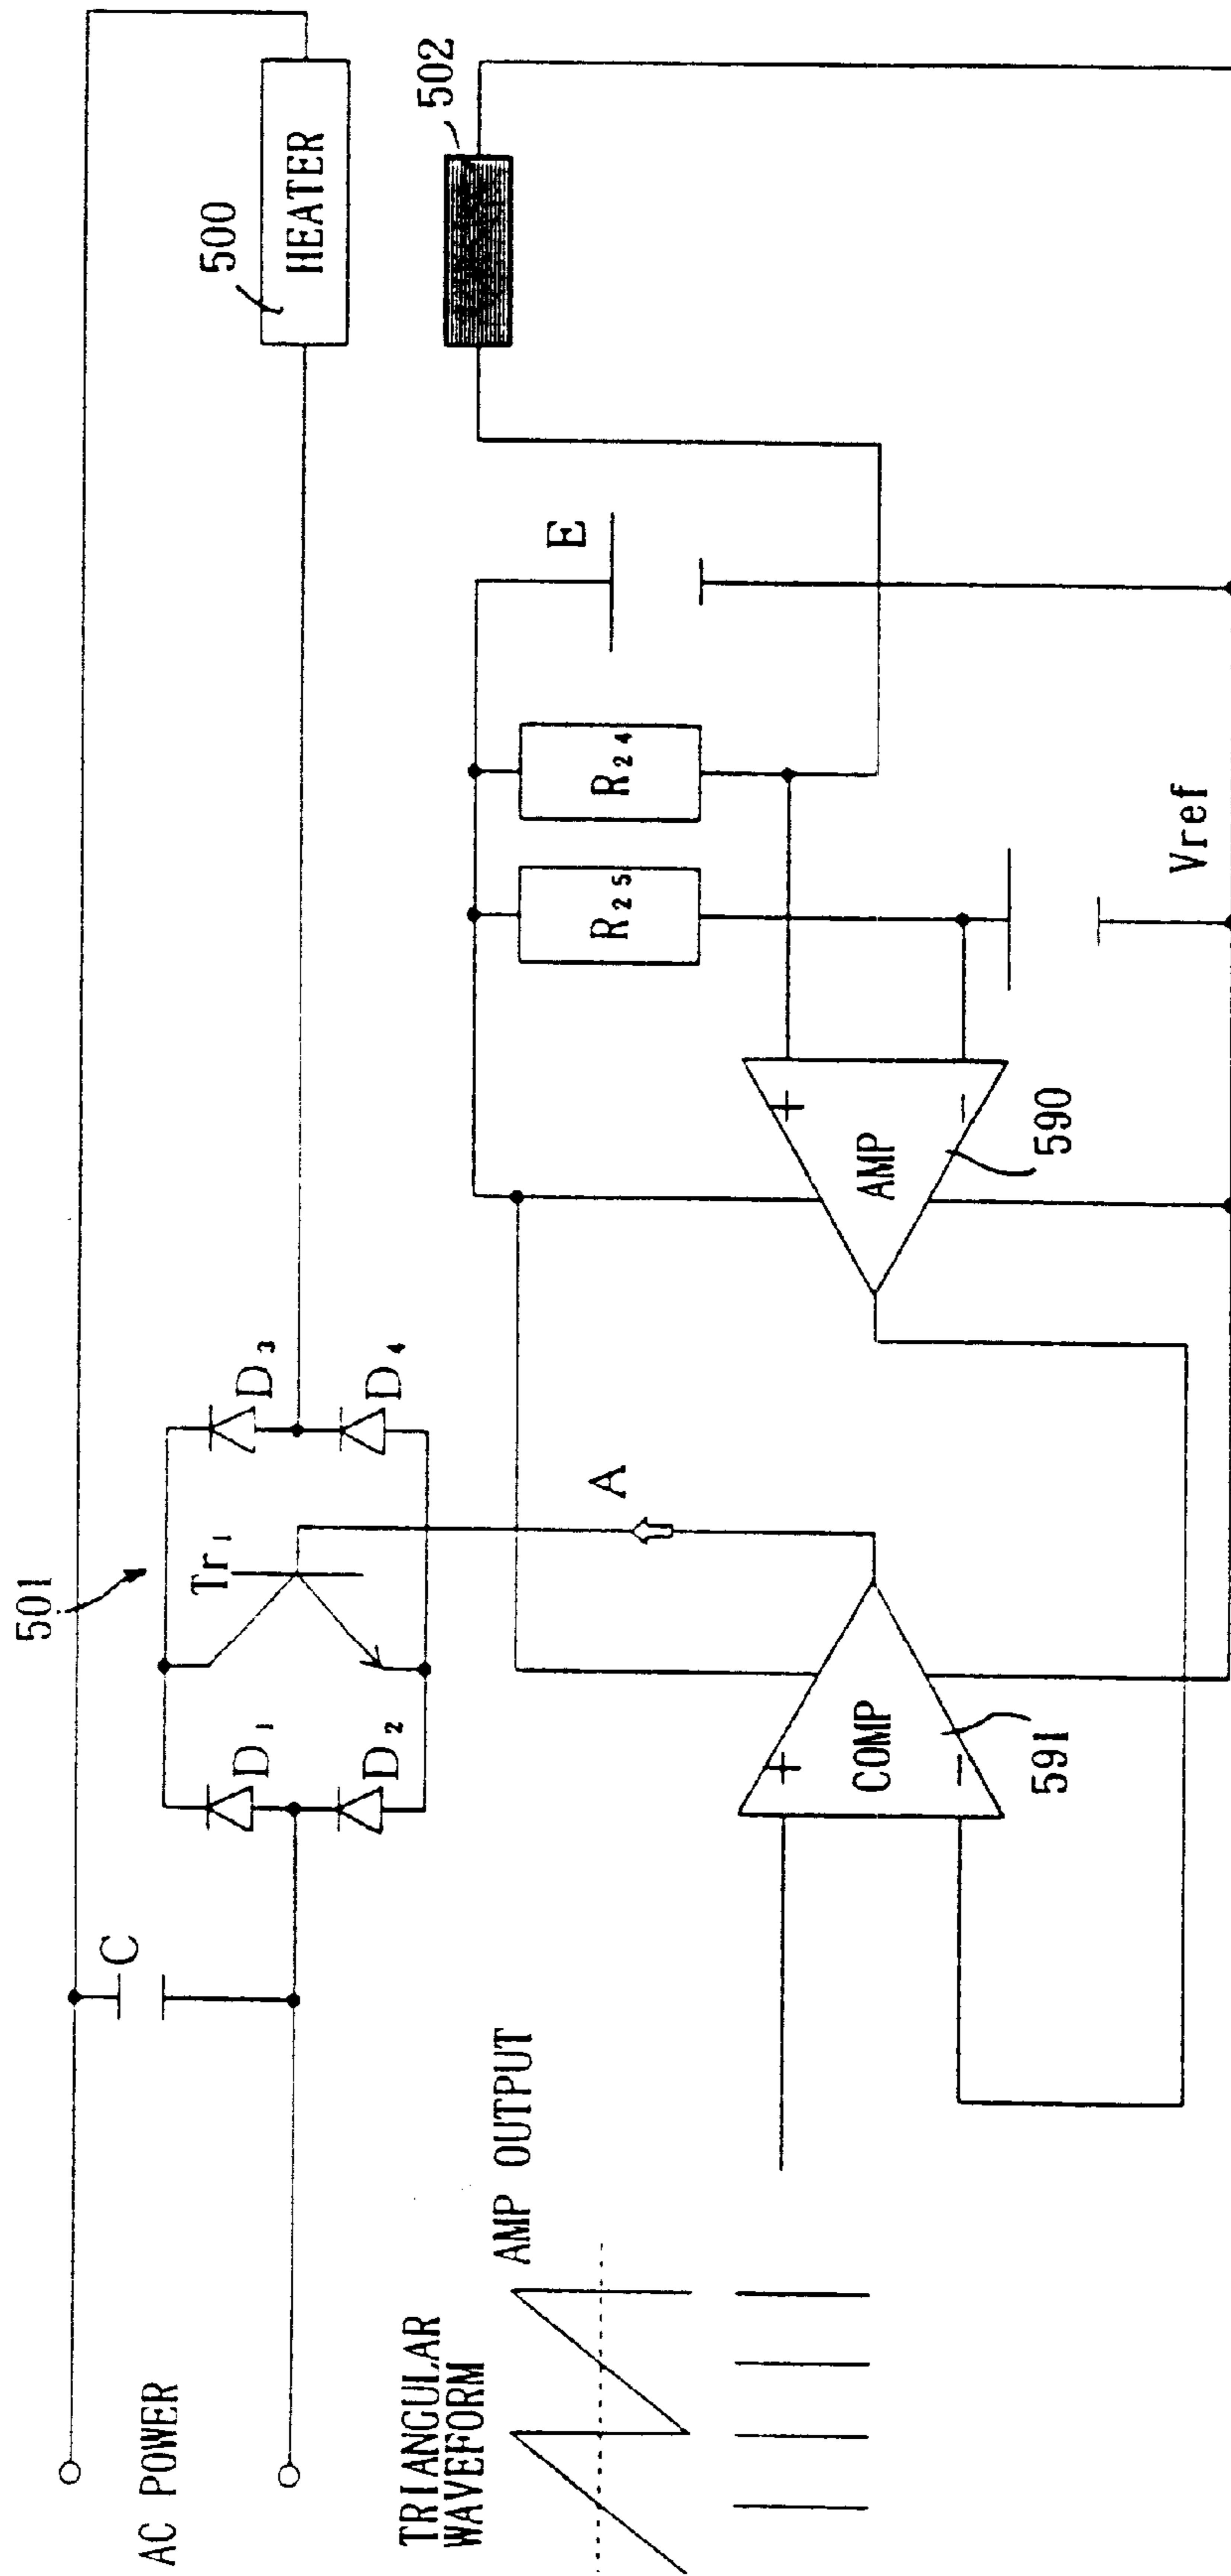 AC POWER
C
501
D₁
D₂
Tr₁
D₃
D₄
500
HEATER
502
TRIANGULAR
WAVEFORM
AMP OUTPUT
A
E
R₂₅
R₂₄
+
COMP
−
591
+
AMP
−
590
Vref